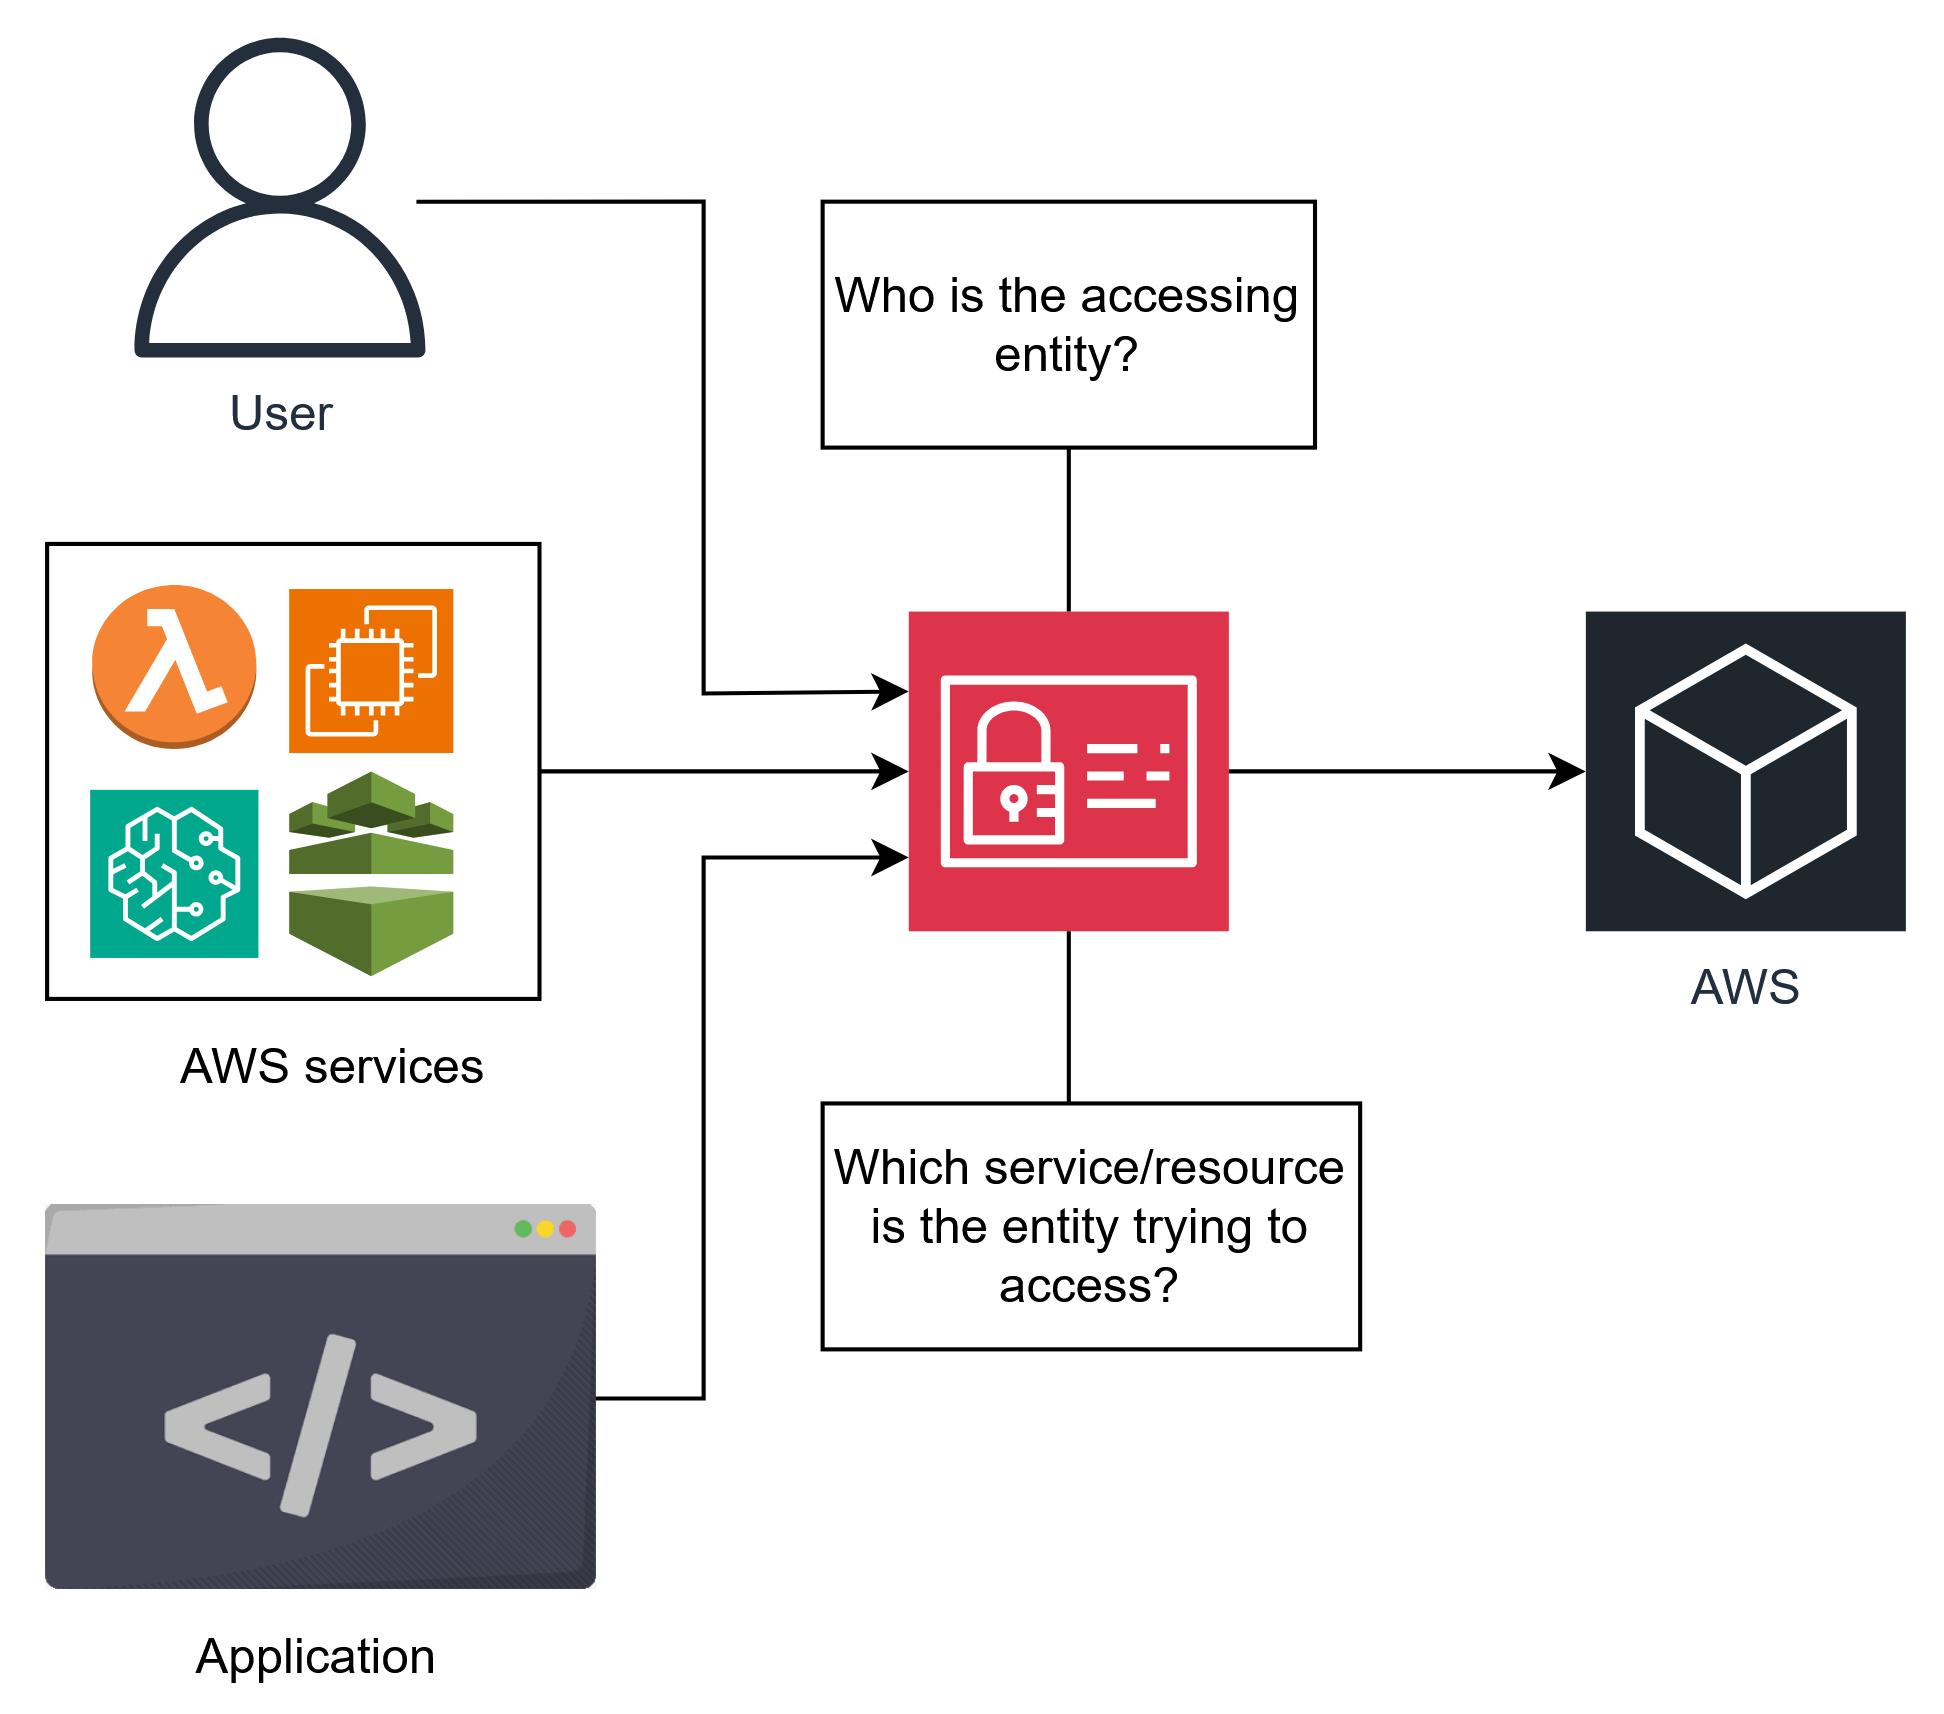 User
Who is the accessing
entity?
AWS services
AWS
Which service/resource
is the entity trying to
access?
</>
Application